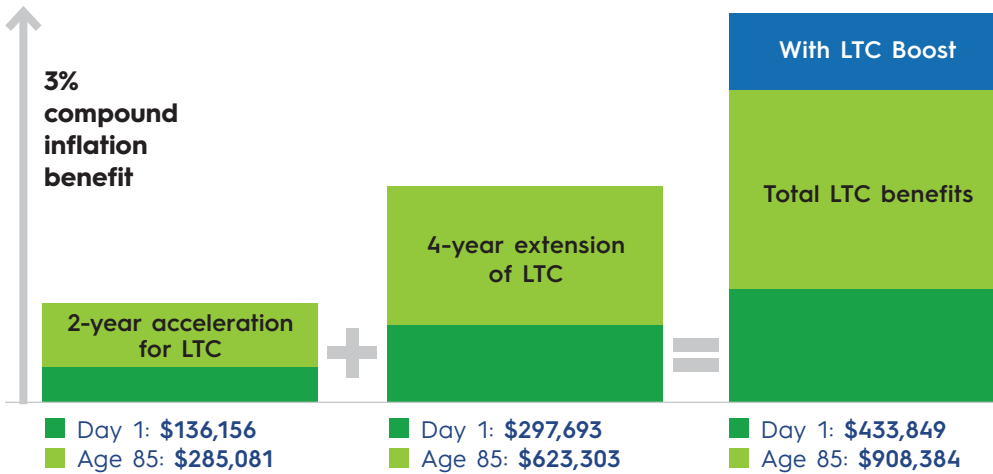 3%
compound
inflation
benefit
With LTC Boost
Total LTC benefits
4-year extension
of LTC
2-year acceleration
for LTC
Day 1: $136,156
Age 85: $285,081
Day 1: $297,693
Age 85: $623,303
Day 1: $433,849
Age 85: $908,384